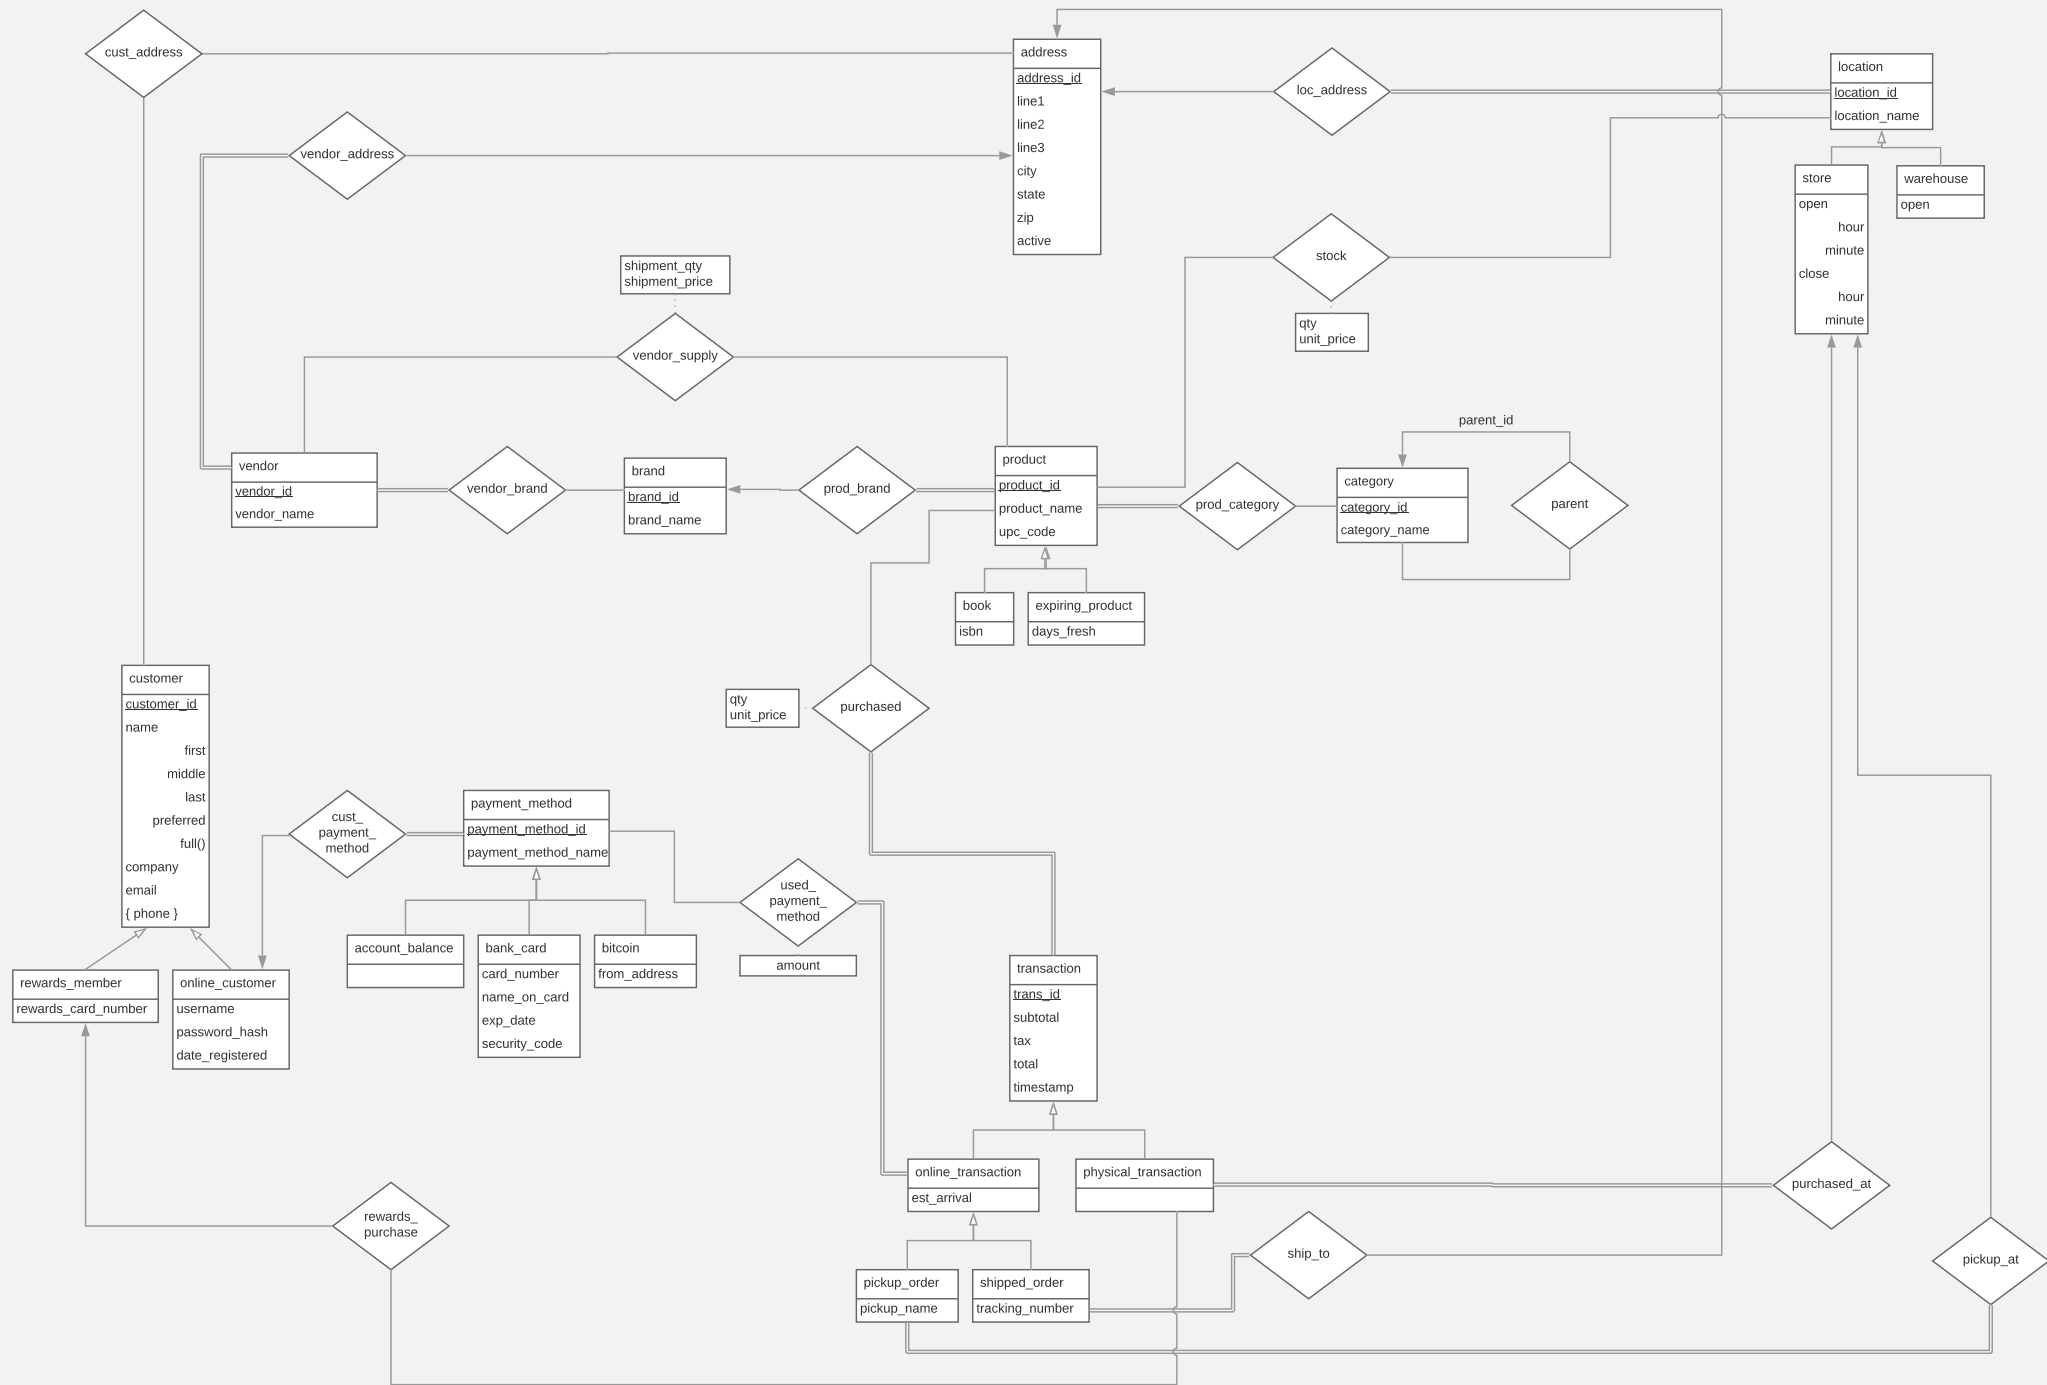 cust_address
address
address_id
line1
line2
line3
city
state
zip
active
loc_address
location
location_id
location_name
vendor_address
store
open
hour
minute
close
hour
minute
warehouse
open
shipment_qty
shipment_price
stock
qty
unit_price
vendor_supply
parent_id
vendor
vendor_id
vendor_name
vendor_brand
brand
brand_id
brand_name
prod_brand
product
product_id
product_name
upc_code
prod_category
category
category_id
category_name
parent
book
isbn
expiring_product
days_fresh
customer
customer_id
name
first
middle
last
preferred
full()
company
email
{ phone }
qty
unit_price
purchased
cust_
payment_
method
payment_method
payment_method_id
payment_method_name
used_
payment_
method
amount
account_balance
bank_card
card_number
name_on_card
exp_date
security_code
bitcoin
from_address
rewards_member
rewards_card_number
online_customer
username
password_hash
date_registered
transaction
trans_id
subtotal
tax
total
timestamp
online_transaction
est_arrival
physical_transaction
purchased_at
rewards_
purchase
ship_to
pickup_at
pickup_order
pickup_name
shipped_order
tracking_number